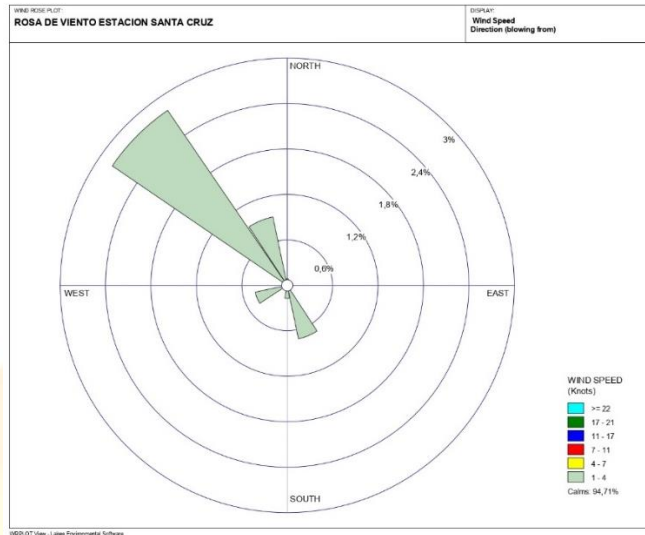 WIND ROSE PLOT:
ROSA DE VIENTO ESTACION SANTA CRUZ
DISPLAY:
Wind Speed
Direction (blowing from)
NORTH
3%
2,4%
1,8%
1,2%
0,6%
WEST
EAST
WIND SPEED
(Knots)
>= 22
17 - 21
11 - 17
7 - 11
4 - 7
1 - 4
Calms: 94,71%
SOUTH
WRPLOT View - Lakes Environmental Software